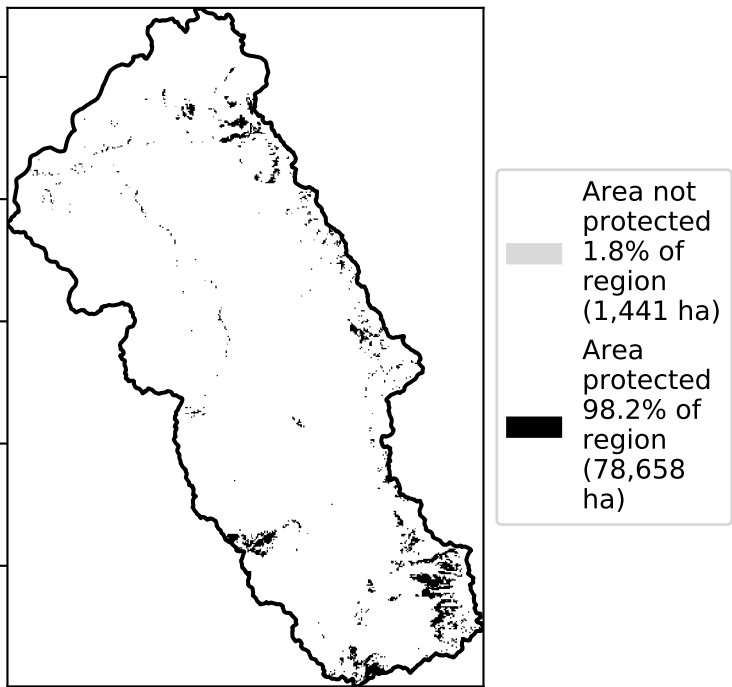 Area not
protected
1.8% of
region
(1,441 ha)
Area
protected
98.2% of
region
(78,658
ha)